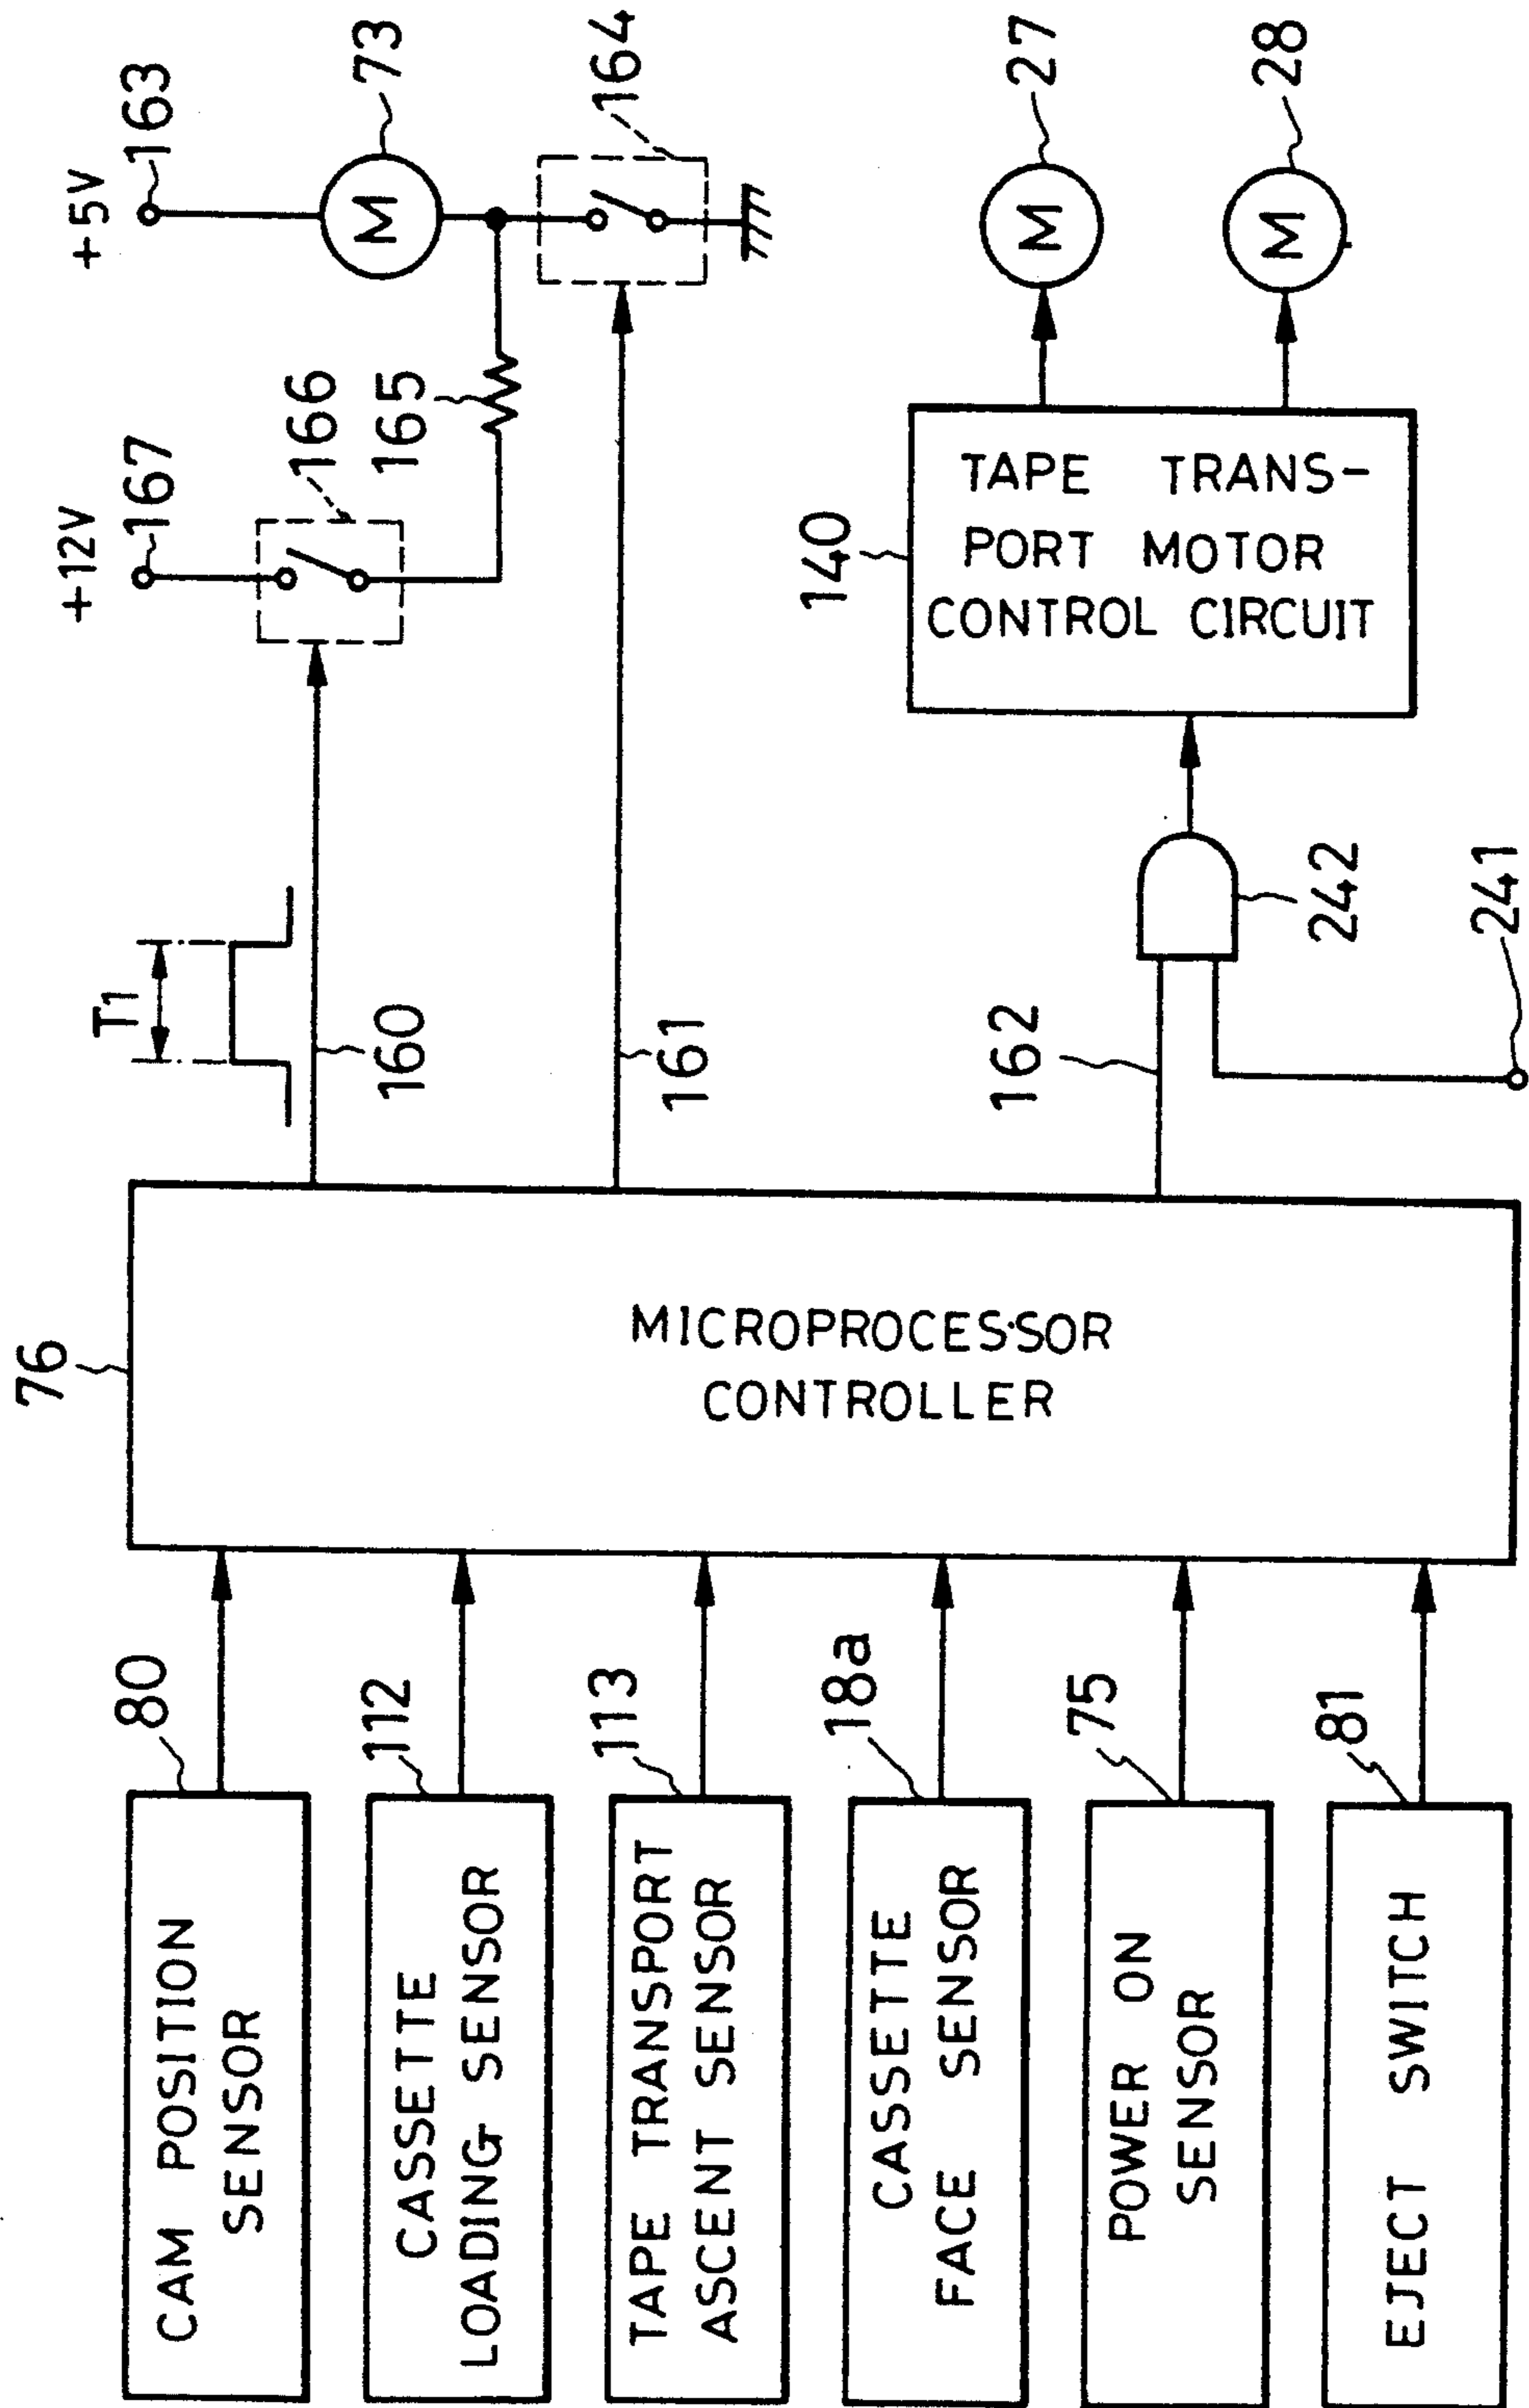 76
80
CAM POSITION
SENSOR
112
CASSETTE
LOADING SENSOR
113
TAPE TRANSPORT
ASCENT SENSOR
18a
CASSETTE
FACE SENSOR
75
POWER ON
SENSOR
81
EJECT SWITCH
MICROPROCESSOR
CONTROLLER
T1
160
161
162
+12V
167
166
165
+5V
163
M
73
164
242
241
140
TAPE TRANS-
PORT MOTOR
CONTROL CIRCUIT
M
27
M
28